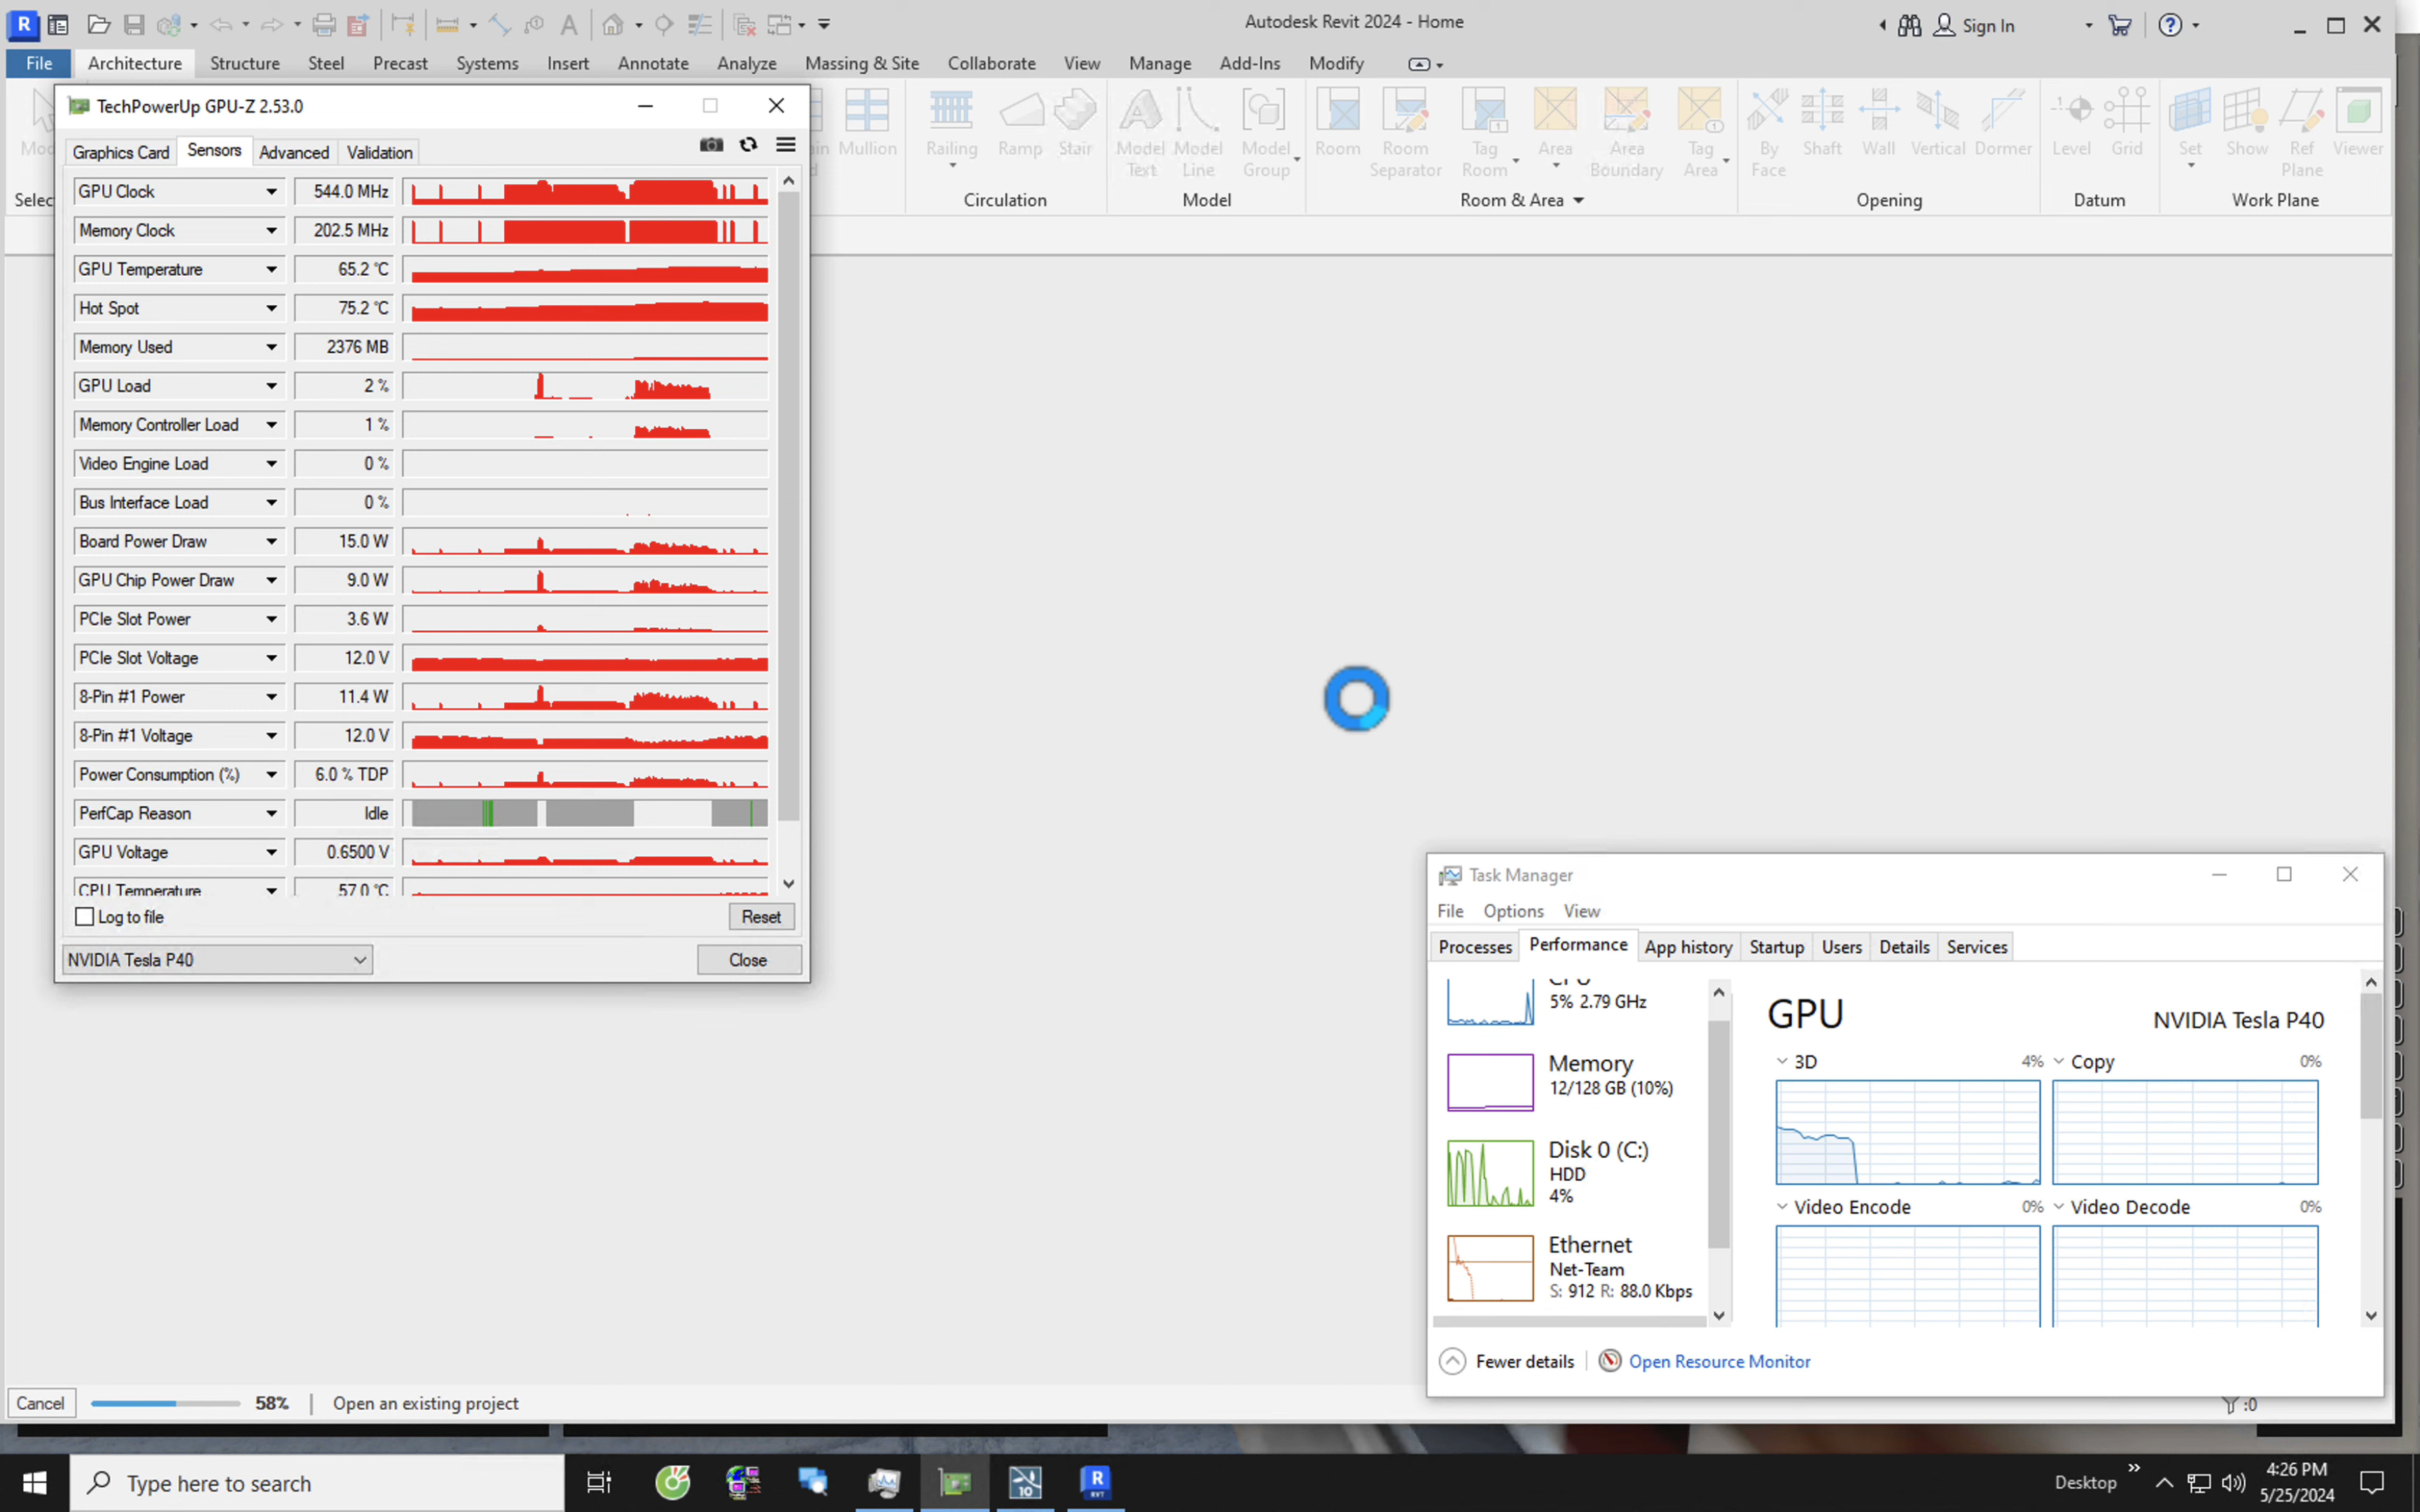 Autodesk Revit 2024 - Home
Sign In
File Architecture Structure Steel Precast Systems Insert Annotate Analyze Massing & Site Collaborate View Manage Add-Ins Modify
Mullion Railing Ramp Stair Model Text Model Line Model Group Room Room Separator Tag Room Area Area Boundary Tag Area By Face Shaft Wall Vertical Dormer Level Grid Set Show Ref Plane Viewer
Circulation Model Room & Area Opening Datum Work Plane
TechPowerUp GPU-Z 2.53.0
Graphics Card Sensors Advanced Validation
GPU Clock 544.0 MHz
Memory Clock 202.5 MHz
GPU Temperature 65.2 °C
Hot Spot 75.2 °C
Memory Used 2376 MB
GPU Load 2 %
Memory Controller Load 1 %
Video Engine Load 0 %
Bus Interface Load 0 %
Board Power Draw 15.0 W
GPU Chip Power Draw 9.0 W
PCIe Slot Power 3.6 W
PCIe Slot Voltage 12.0 V
8-Pin #1 Power 11.4 W
8-Pin #1 Voltage 12.0 V
Power Consumption (%) 6.0 % TDP
PerfCap Reason Idle
GPU Voltage 0.6500 V
CPU Temperature 57.0 °C
Log to file Reset
NVIDIA Tesla P40 Close
Task Manager
File Options View
Processes Performance App history Startup Users Details Services
CPU
5% 2.79 GHz
Memory
12/128 GB (10%)
Disk 0 (C:)
HDD
4%
Ethernet
Net-Team
S: 912 R: 88.0 Kbps
GPU NVIDIA Tesla P40
3D 4% Copy 0%
Video Encode 0% Video Decode 0%
Fewer details Open Resource Monitor
Cancel 58% | Open an existing project
:0
Type here to search
Desktop
4:26 PM
5/25/2024